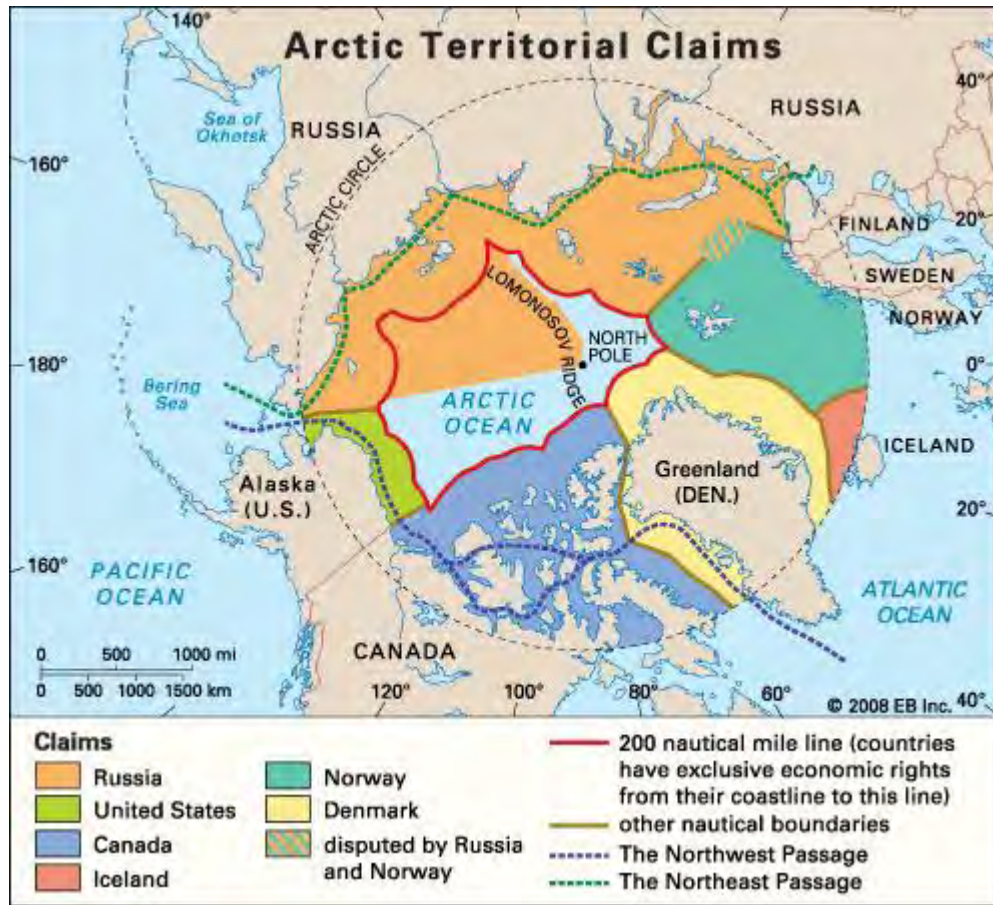 Arctic Territorial Claims
140°
Sea of
Okhotsk
RUSSIA
RUSSIA
40°
160°
ARCTIC CIRCLE
FINLAND
20°
SWEDEN
NORWAY
LOMONOSOV RIDGE
NORTH
POLE
180°
0°
Bering
Sea
ARCTIC
OCEAN
ICELAND
Alaska
(U.S.)
Greenland
(DEN.)
20°
160°
PACIFIC
OCEAN
ATLANTIC
OCEAN
CANADA
0 500 1000 mi
0 500 1000 1500 km
120°
100°
80°
60°
40°
© 2008 EB Inc.
Claims
Russia
United States
Canada
Iceland
Norway
Denmark
disputed by Russia
and Norway
200 nautical mile line (countries
have exclusive economic rights
from their coastline to this line)
other nautical boundaries
The Northwest Passage
The Northeast Passage